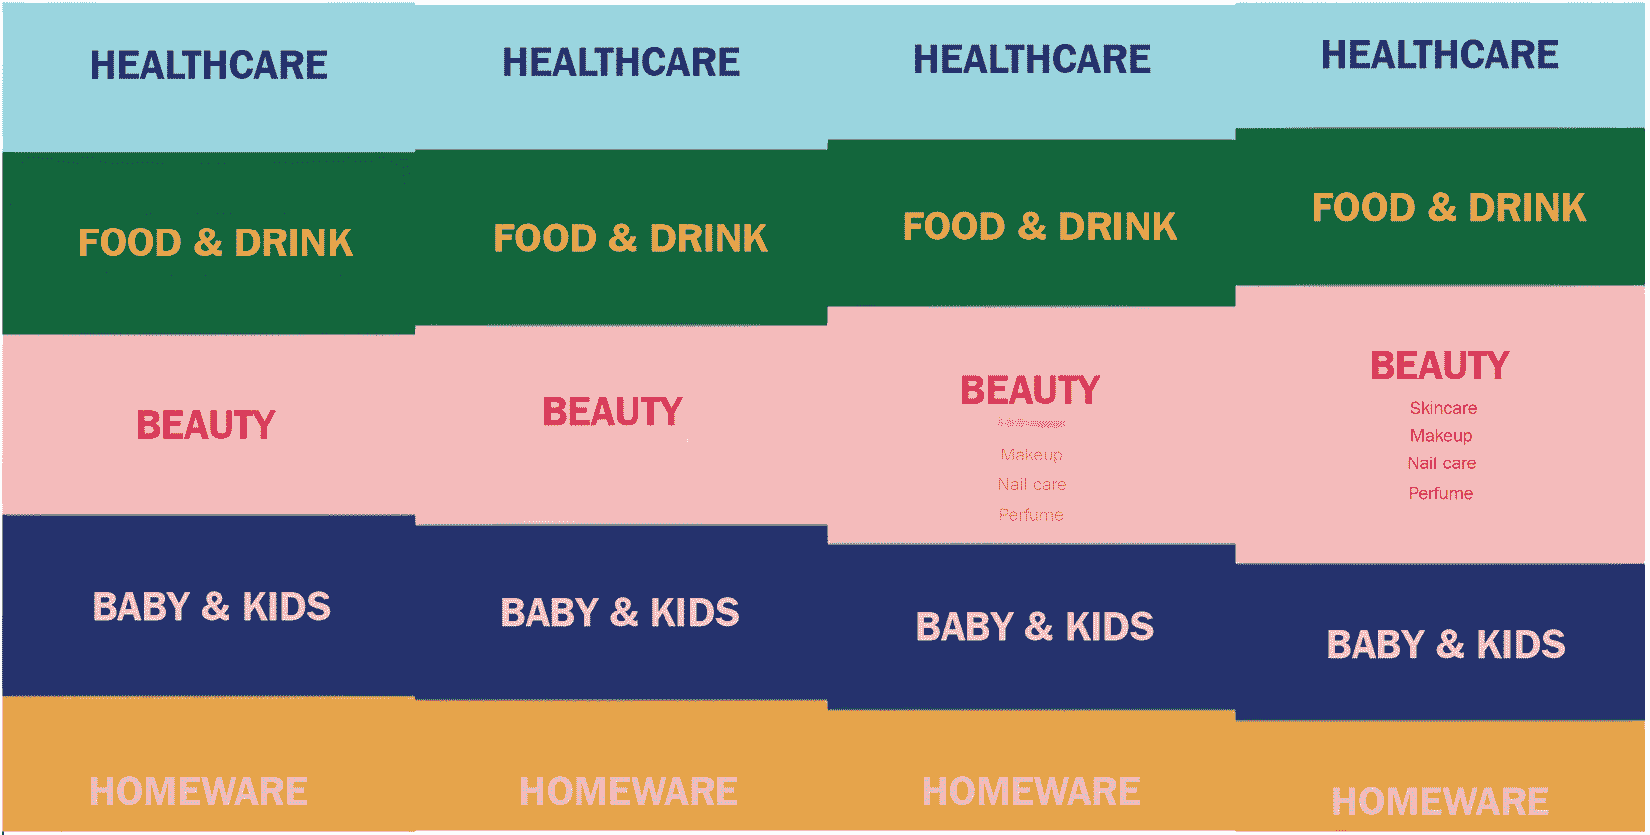 HEALTHCARE
FOOD & DRINK
BEAUTY
BABY & KIDS
HOMEWARE
HEALTHCARE
FOOD & DRINK
BEAUTY
BABY & KIDS
HOMEWARE
HEALTHCARE
FOOD & DRINK
BEAUTY
Makeup
Nail care
Perfume
BABY & KIDS
HOMEWARE
HEALTHCARE
FOOD & DRINK
BEAUTY
Skincare
Makeup
Nail care
Perfume
BABY & KIDS
HOMEWARE